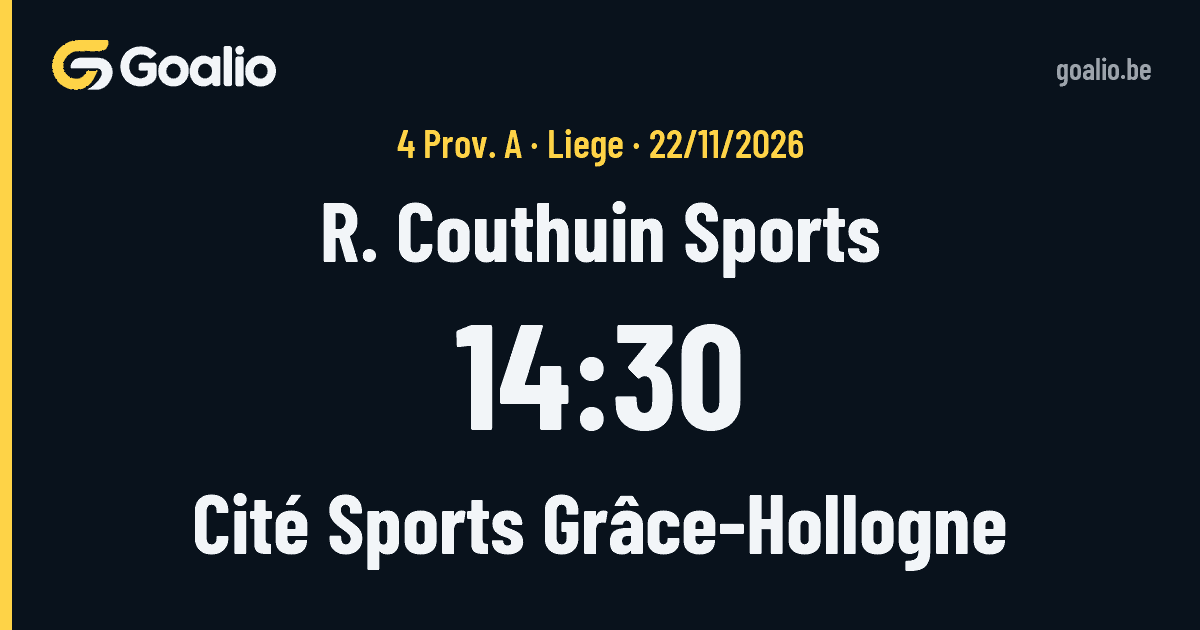 Goalio
goalio.be
4 Prov. A · Liege · 22/11/2026
R. Couthuin Sports
14:30
Cité Sports Grâce-Hollogne